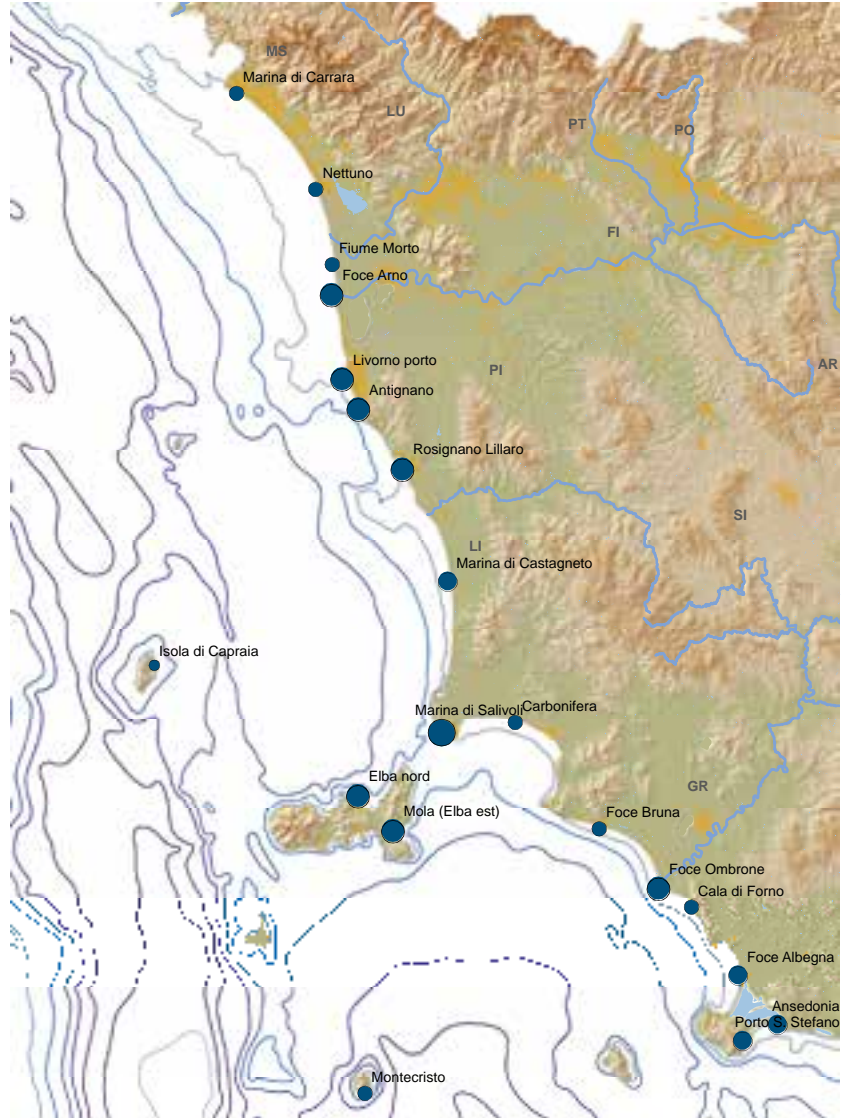 MS
Marina di Carrara
LU
PT
PO
Nettuno
FI
Fiume Morto
Foce Arno
Livorno porto
PI
AR
Antignano
Rosignano Lillaro
SI
LI
Marina di Castagneto
Isola di Capraia
Marina di Salivoli
Carbonifera
Elba nord
GR
Mola (Elba est)
Foce Bruna
Foce Ombrone
Cala di Forno
Foce Albegna
Ansedonia
Porto S. Stefano
Montecristo